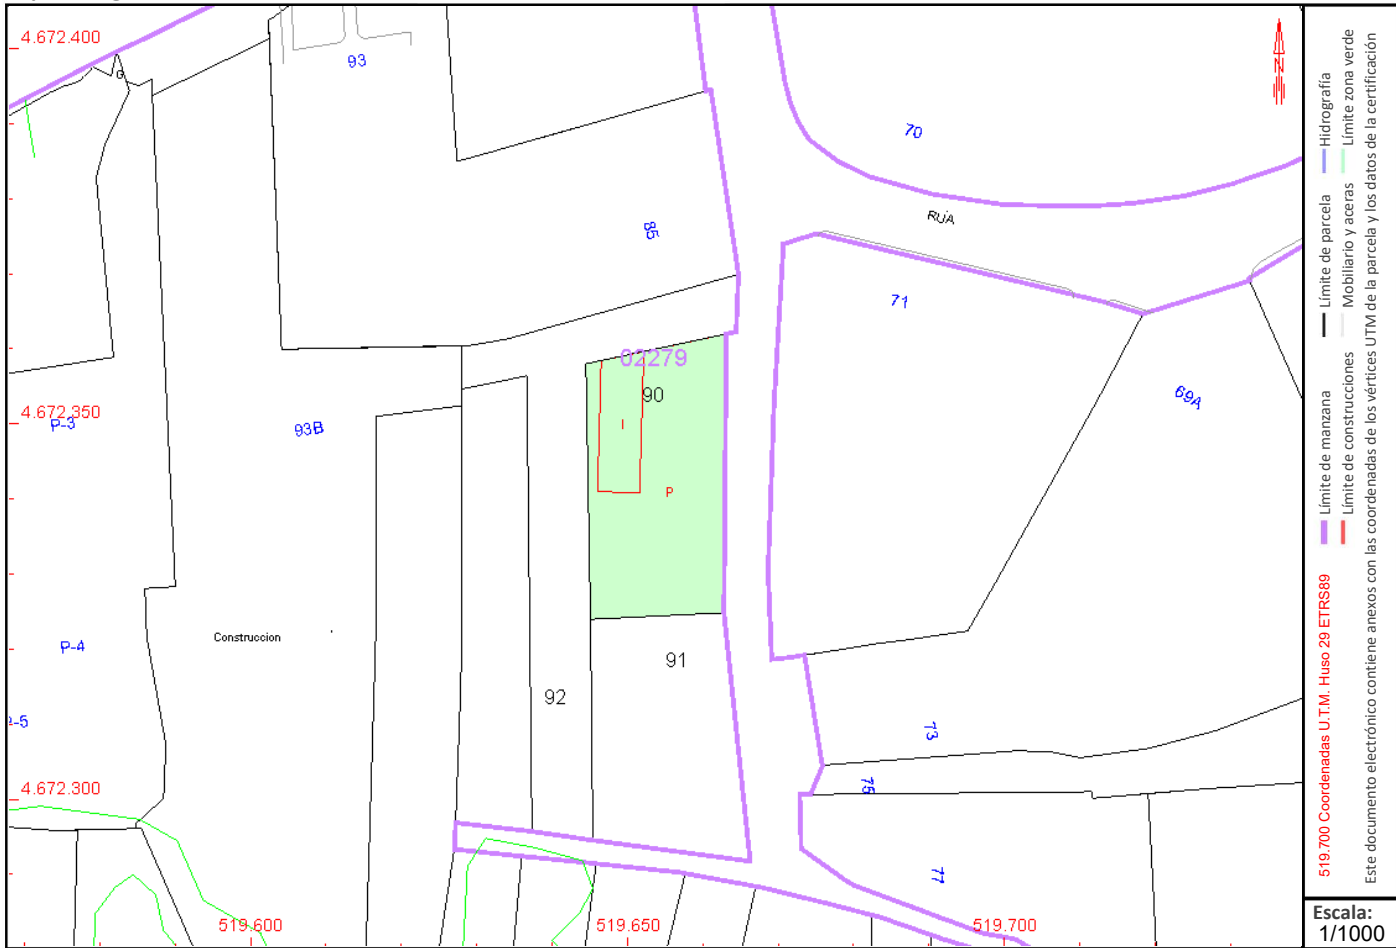 4.672.400
G
93
70
RUA
85
71
02279
90
69A
4.672.350
P-3
93B
I
P
Construccion
P-4
91
92
73
75
4.672.300
77
519.600
519.650
519.700
N
Hidrografía
Límite zona verde
Límite de parcela
Mobiliario y aceras
Límite de manzana
Límite de construcciones
519.700 Coordenadas U.T.M. Huso 29 ETRS89
Este documento electrónico contiene anexos con las coordenadas de los vértices UTM de la parcela y los datos de la certificación
Escala:
1/1000